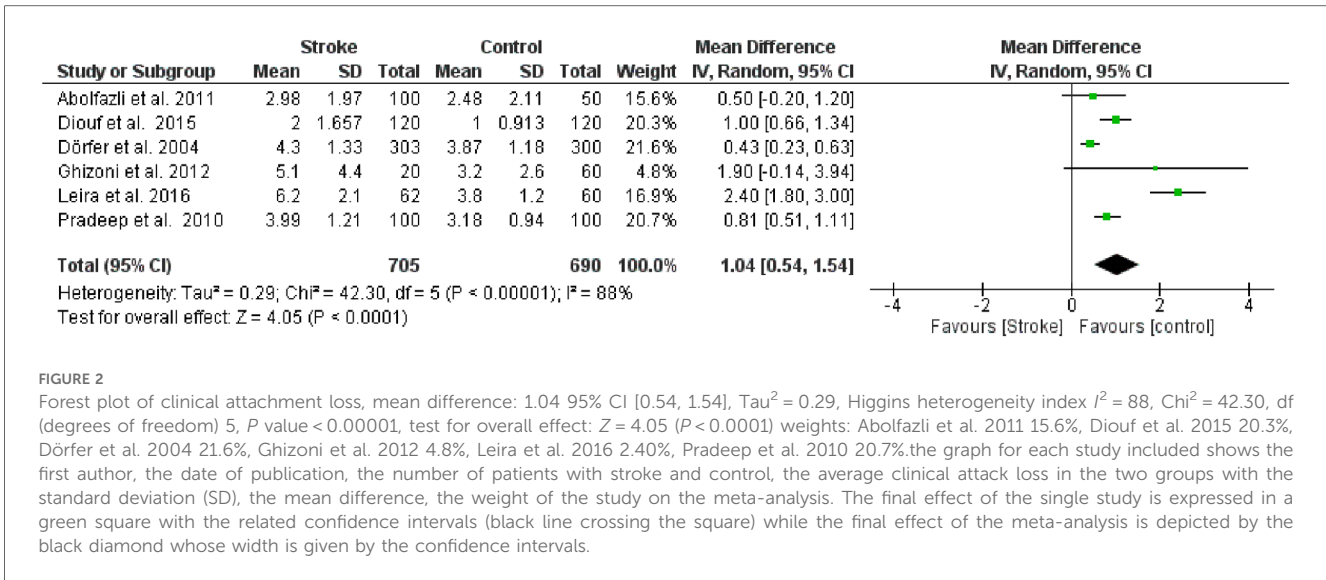 Stroke Control Mean Difference Mean Difference
Study or Subgroup Mean SD Total Mean SD Total Weight IV, Random, 95% CI IV, Random, 95% CI
Abolfazli et al. 2011 2.98 1.97 100 2.48 2.11 50 15.6% 0.50 [-0.20, 1.20]
Diouf et al. 2015 2 1.657 120 1 0.913 120 20.3% 1.00 [0.66, 1.34]
Dörfer et al. 2004 4.3 1.33 303 3.87 1.18 300 21.6% 0.43 [0.23, 0.63]
Ghizoni et al. 2012 5.1 4.4 20 3.2 2.6 60 4.8% 1.90 [-0.14, 3.94]
Leira et al. 2016 6.2 2.1 62 3.8 1.2 60 16.9% 2.40 [1.80, 3.00]
Pradeep et al. 2010 3.99 1.21 100 3.18 0.94 100 20.7% 0.81 [0.51, 1.11]
Total (95% CI) 705 690 100.0% 1.04 [0.54, 1.54]
Heterogeneity: Tau² = 0.29; Chi² = 42.30, df = 5 (P < 0.00001); I² = 88%
Test for overall effect: Z = 4.05 (P < 0.0001)
-4 -2 0 2 4
Favours [Stroke] Favours [control]
FIGURE 2
Forest plot of clinical attachment loss, mean difference: 1.04 95% CI [0.54, 1.54], Tau² = 0.29, Higgins heterogeneity index I² = 88, Chi² = 42.30, df
(degrees of freedom) 5, P value < 0.00001, test for overall effect: Z = 4.05 (P < 0.0001) weights: Abolfazli et al. 2011 15.6%, Diouf et al. 2015 20.3%,
Dörfer et al. 2004 21.6%, Ghizoni et al. 2012 4.8%, Leira et al. 2016 2.40%, Pradeep et al. 2010 20.7%.the graph for each study included shows the
first author, the date of publication, the number of patients with stroke and control, the average clinical attack loss in the two groups with the
standard deviation (SD), the mean difference, the weight of the study on the meta-analysis. The final effect of the single study is expressed in a
green square with the related confidence intervals (black line crossing the square) while the final effect of the meta-analysis is depicted by the
black diamond whose width is given by the confidence intervals.